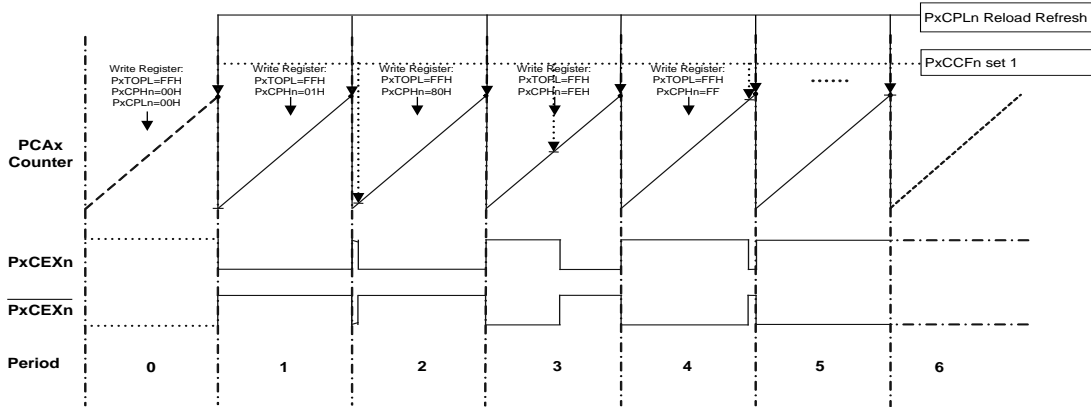 PxCPLn Reload Refresh
PxCCFn set 1
Write Register:
PxTOPL=FFH
PxCPHn=00H
PxCPLn=00H
Write Register:
PxTOPL=FFH
PxCPHn=01H
Write Register:
PxTOPL=FFH
PxCPHn=80H
Write Register:
PxTOPL=FFH
PxCPHn=FEH
Write Register:
PxTOPL=FFH
PxCPHn=FF
PCAx
Counter
PxCEXn
PxCEXn
Period
0
1
2
3
4
5
6